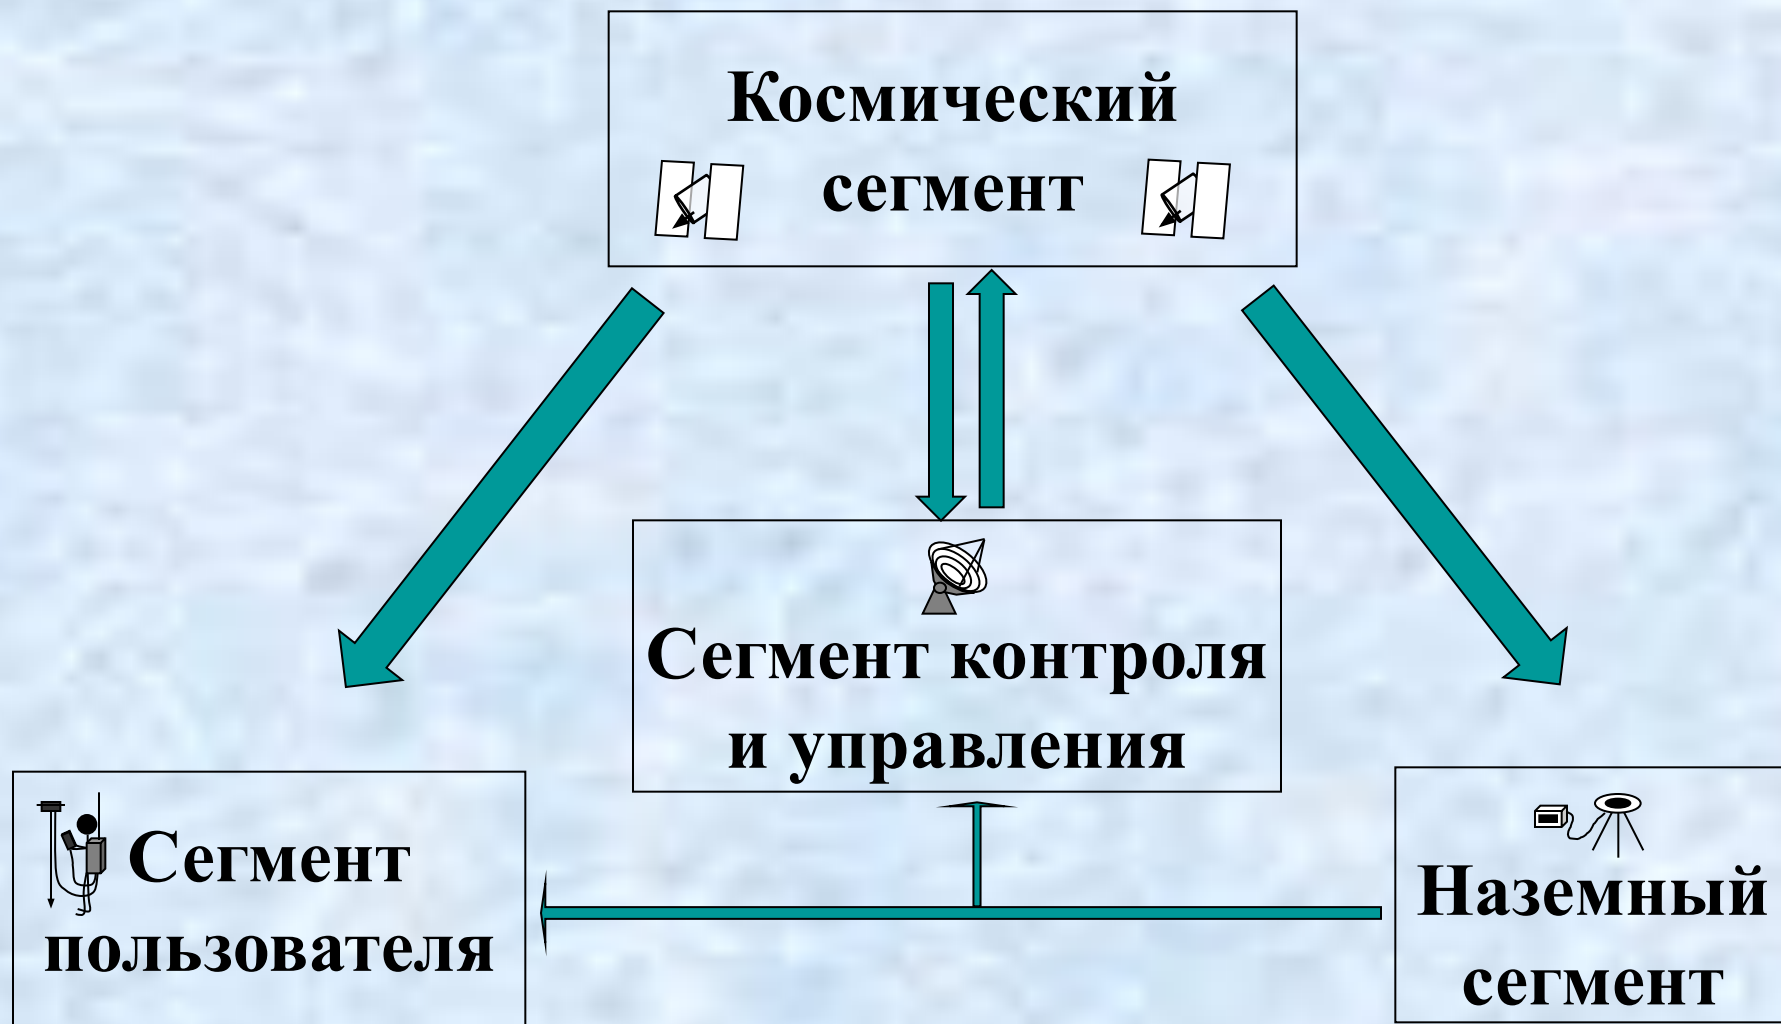 Космический
сегмент
Сегмент контроля
и управления
Сегмент
пользователя
Наземный
сегмент